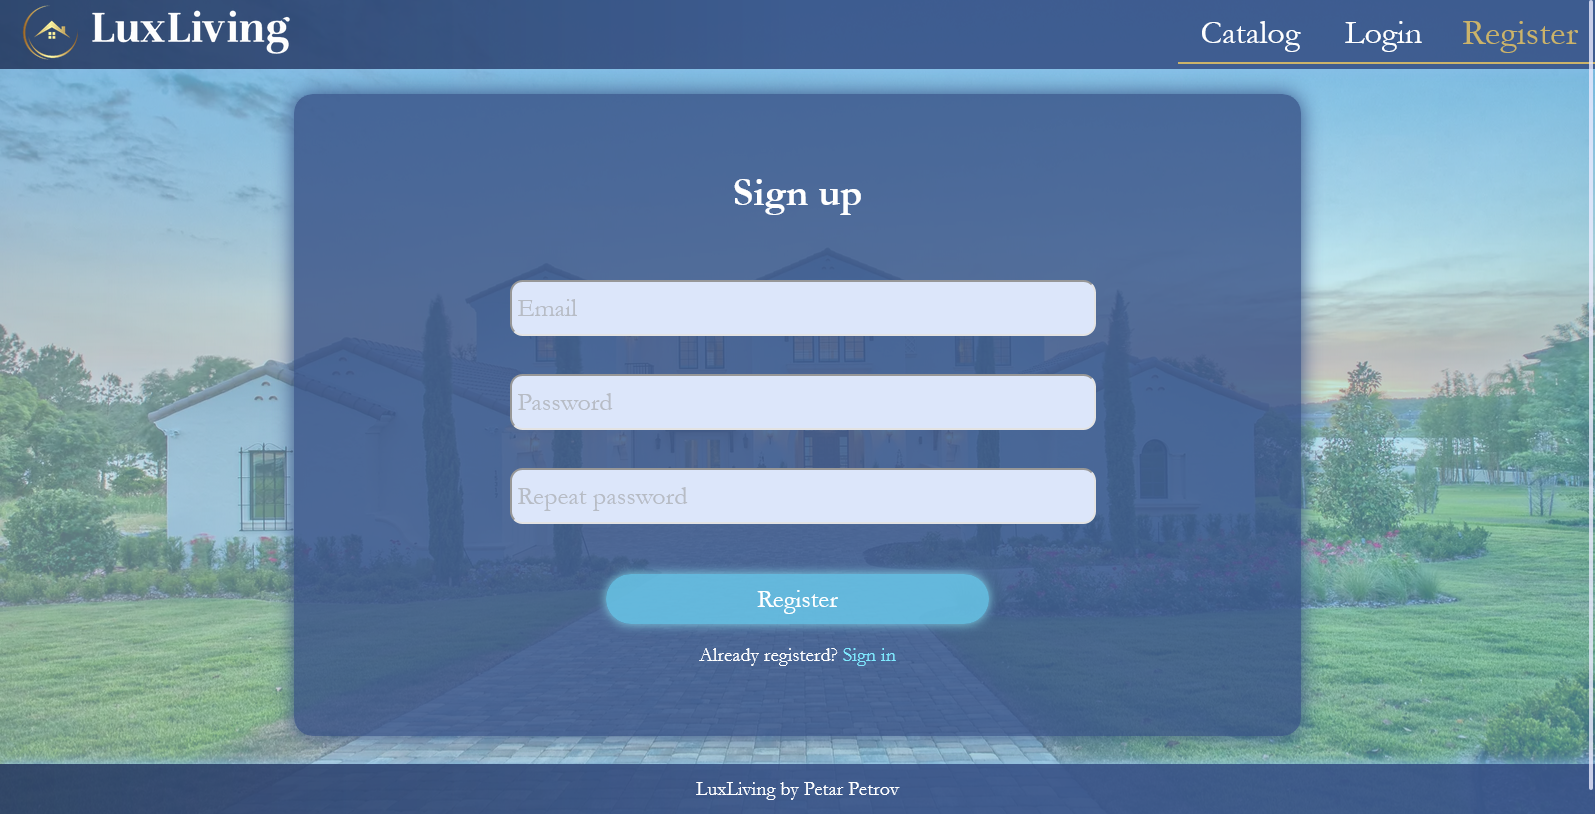 LuxLiving
Catalog Login Register
Sign up
Email
Password
Repeat password
Register
Already registerd? Sign in
LuxLiving by Petar Petrov